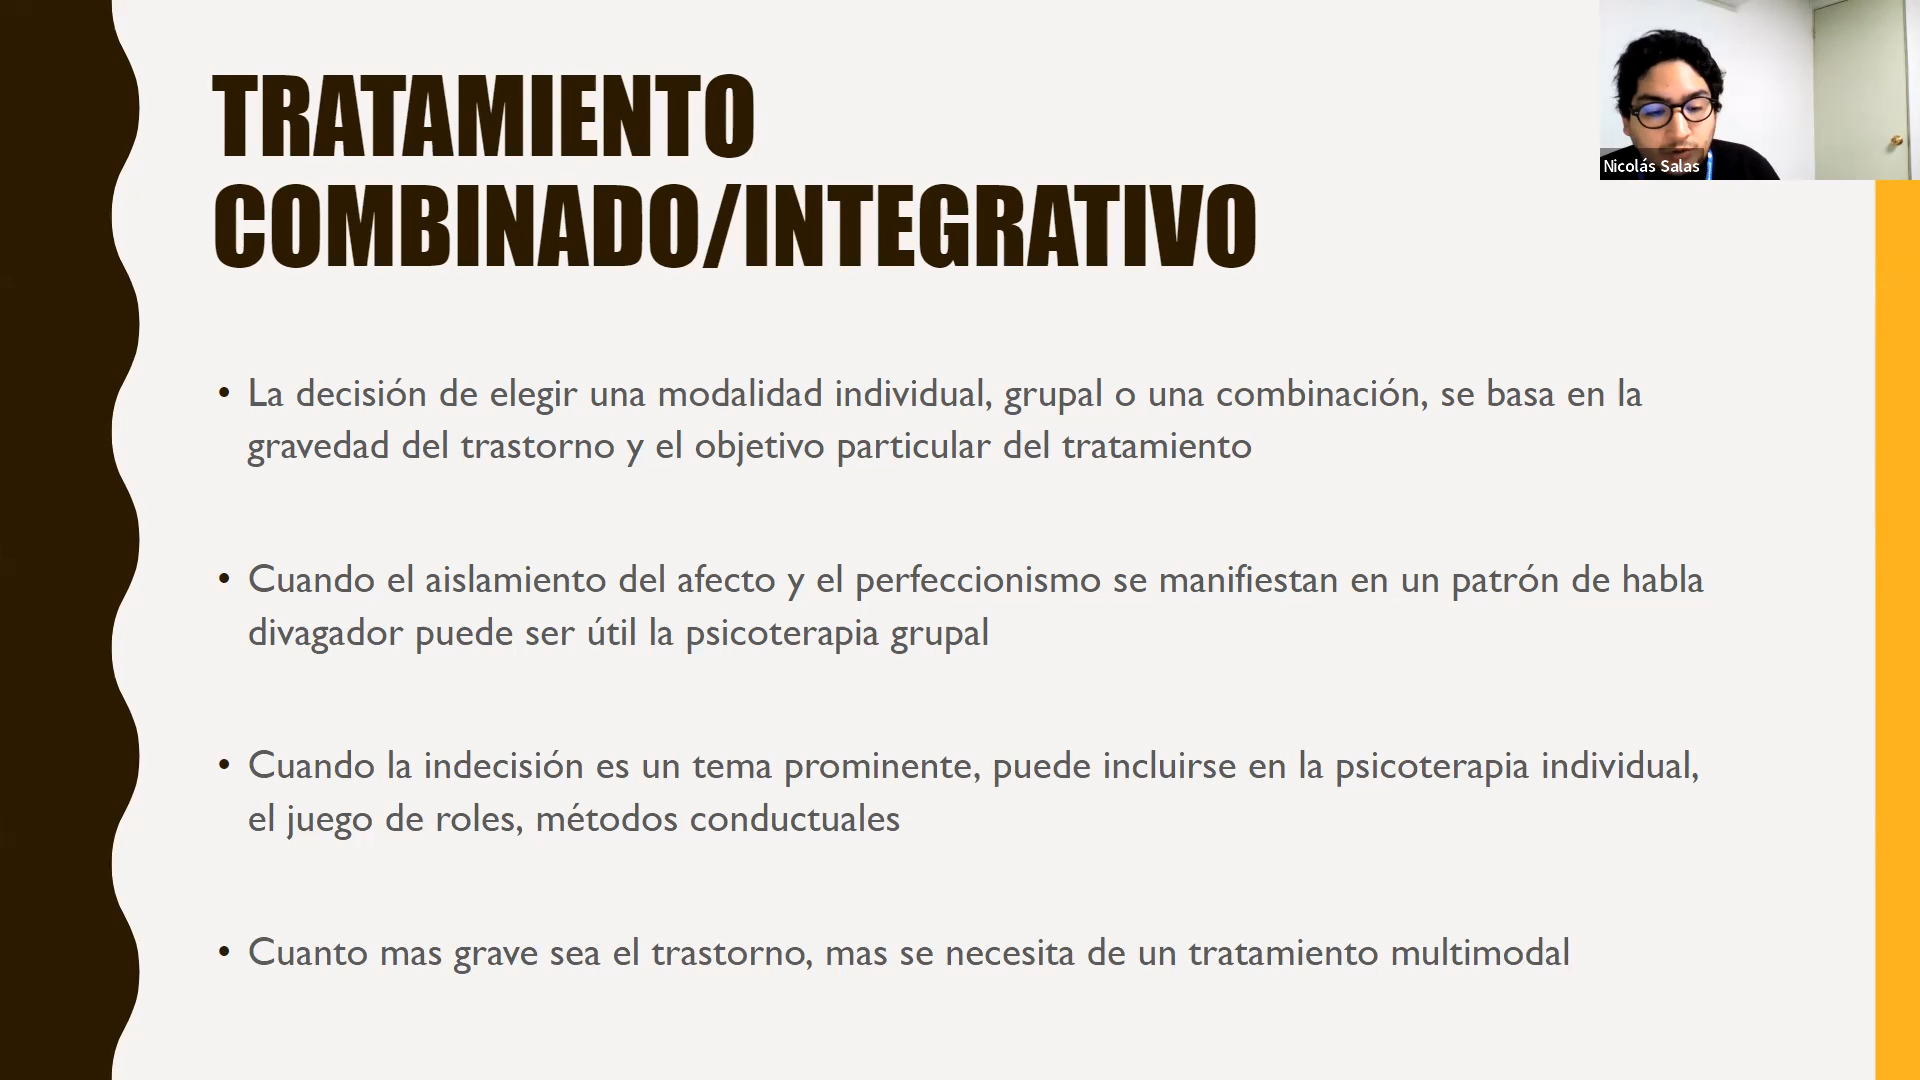 TRATAMIENTO
COMBINADO/INTEGRATIVO
Nicolás Salas
• La decisión de elegir una modalidad individual, grupal o una combinación, se basa en la
gravedad del trastorno y el objetivo particular del tratamiento
• Cuando el aislamiento del afecto y el perfeccionismo se manifiestan en un patrón de habla
divagador puede ser útil la psicoterapia grupal
• Cuando la indecisión es un tema prominente, puede incluirse en la psicoterapia individual,
el juego de roles, métodos conductuales
• Cuanto mas grave sea el trastorno, mas se necesita de un tratamiento multimodal